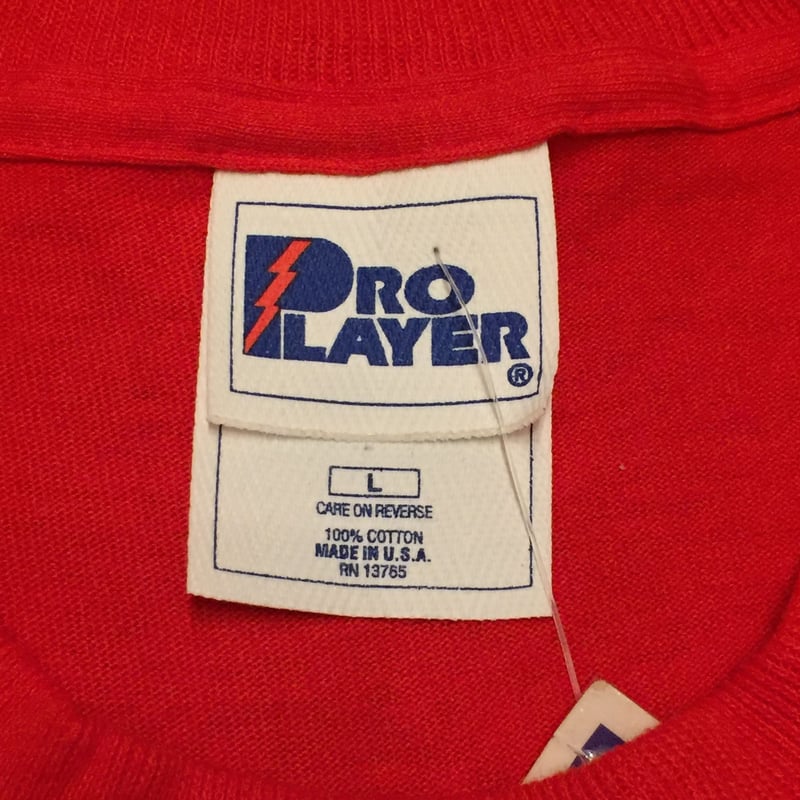 PRO
PLAYER
®
L
CARE ON REVERSE
100% COTTON
MADE IN U.S.A.
RN 13765